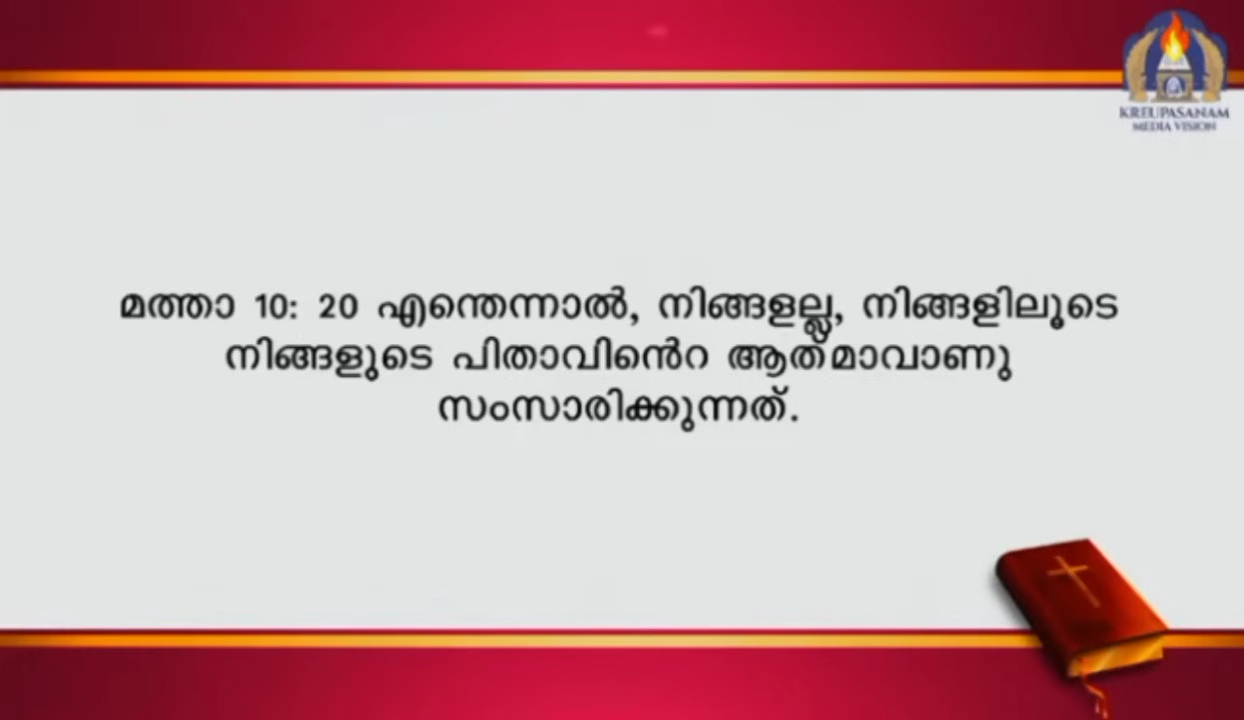 KREUPASANAM
MEDIA VISION
മത്താ 10: 20 എന്തെന്നാൽ, നിങ്ങളല്ല, നിങ്ങളിലൂടെ
നിങ്ങളുടെ പിതാവിൻെറ ആത്മാവാണു
സംസാരിക്കുന്നത്.